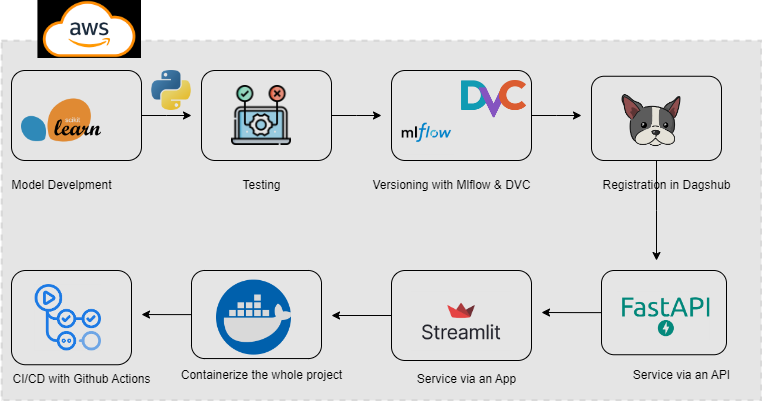 aws
scikit
learn
DVC
mlflow
Model Develpment
Testing
Versioning with Mlflow & DVC
Registration in Dagshub
FastAPI
Streamlit
CI/CD with Github Actions
Containerize the whole project
Service via an App
Service via an API